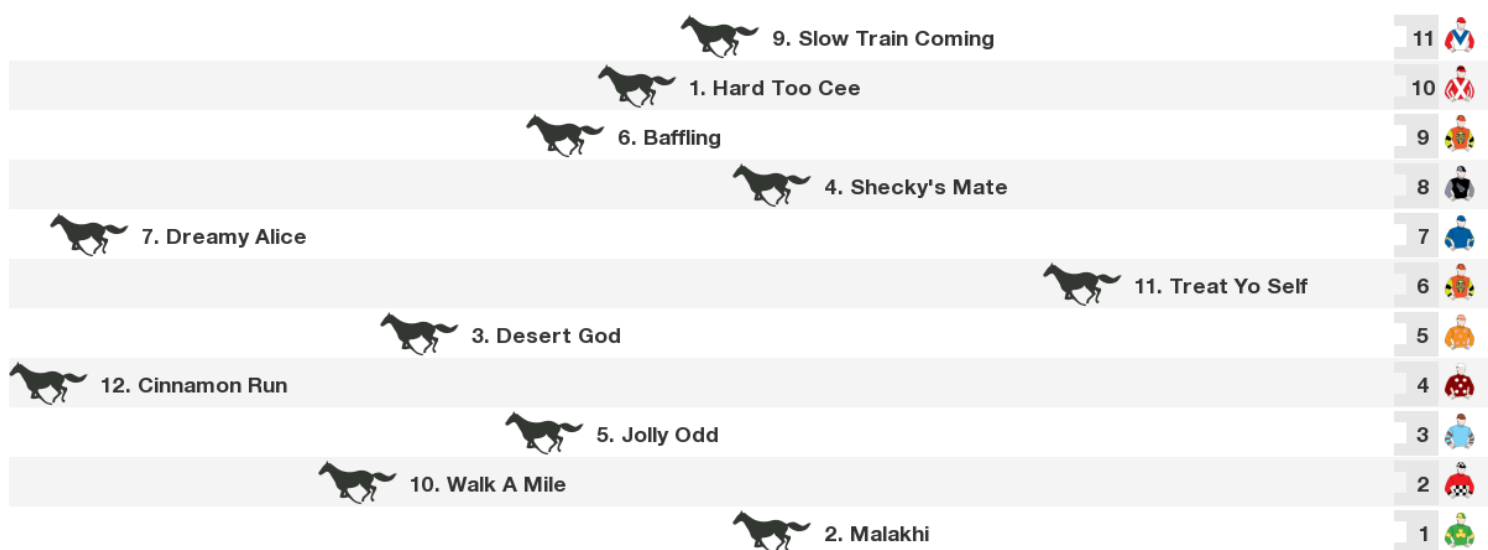 9. Slow Train Coming 11
1. Hard Too Cee 10
6. Baffling 9
4. Shecky's Mate 8
7. Dreamy Alice 7
11. Treat Yo Self 6
3. Desert God 5
12. Cinnamon Run 4
5. Jolly Odd 3
10. Walk A Mile 2
2. Malakhi 1